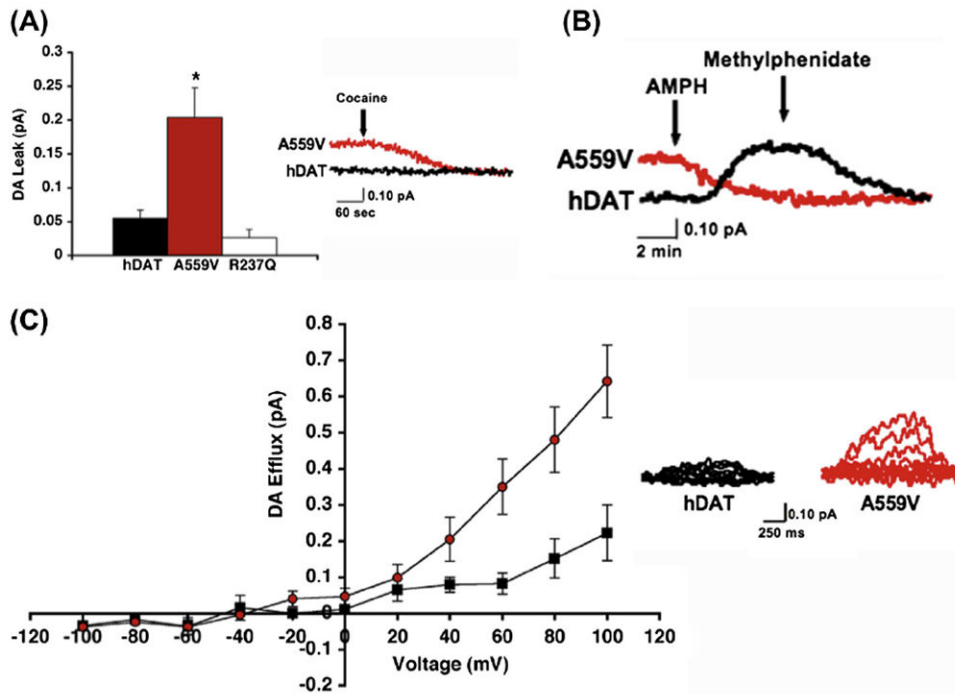 (A)
DA Leak (pA)
0.3
0.25
0.2
0.15
0.1
0.05
0
*
hDAT A559V R237Q
Cocaine
A559V
hDAT
0.10 pA
60 sec
(B)
Methylphenidate
AMPH
A559V
hDAT
0.10 pA
2 min
(C)
DA Efflux (pA)
0.8
0.7
0.6
0.5
0.4
0.3
0.2
0.1
0
-0.1
-0.2
-120 -100 -80 -60 -40 -20 0 20 40 60 80 100 120
Voltage (mV)
hDAT
A559V
0.10 pA
250 ms